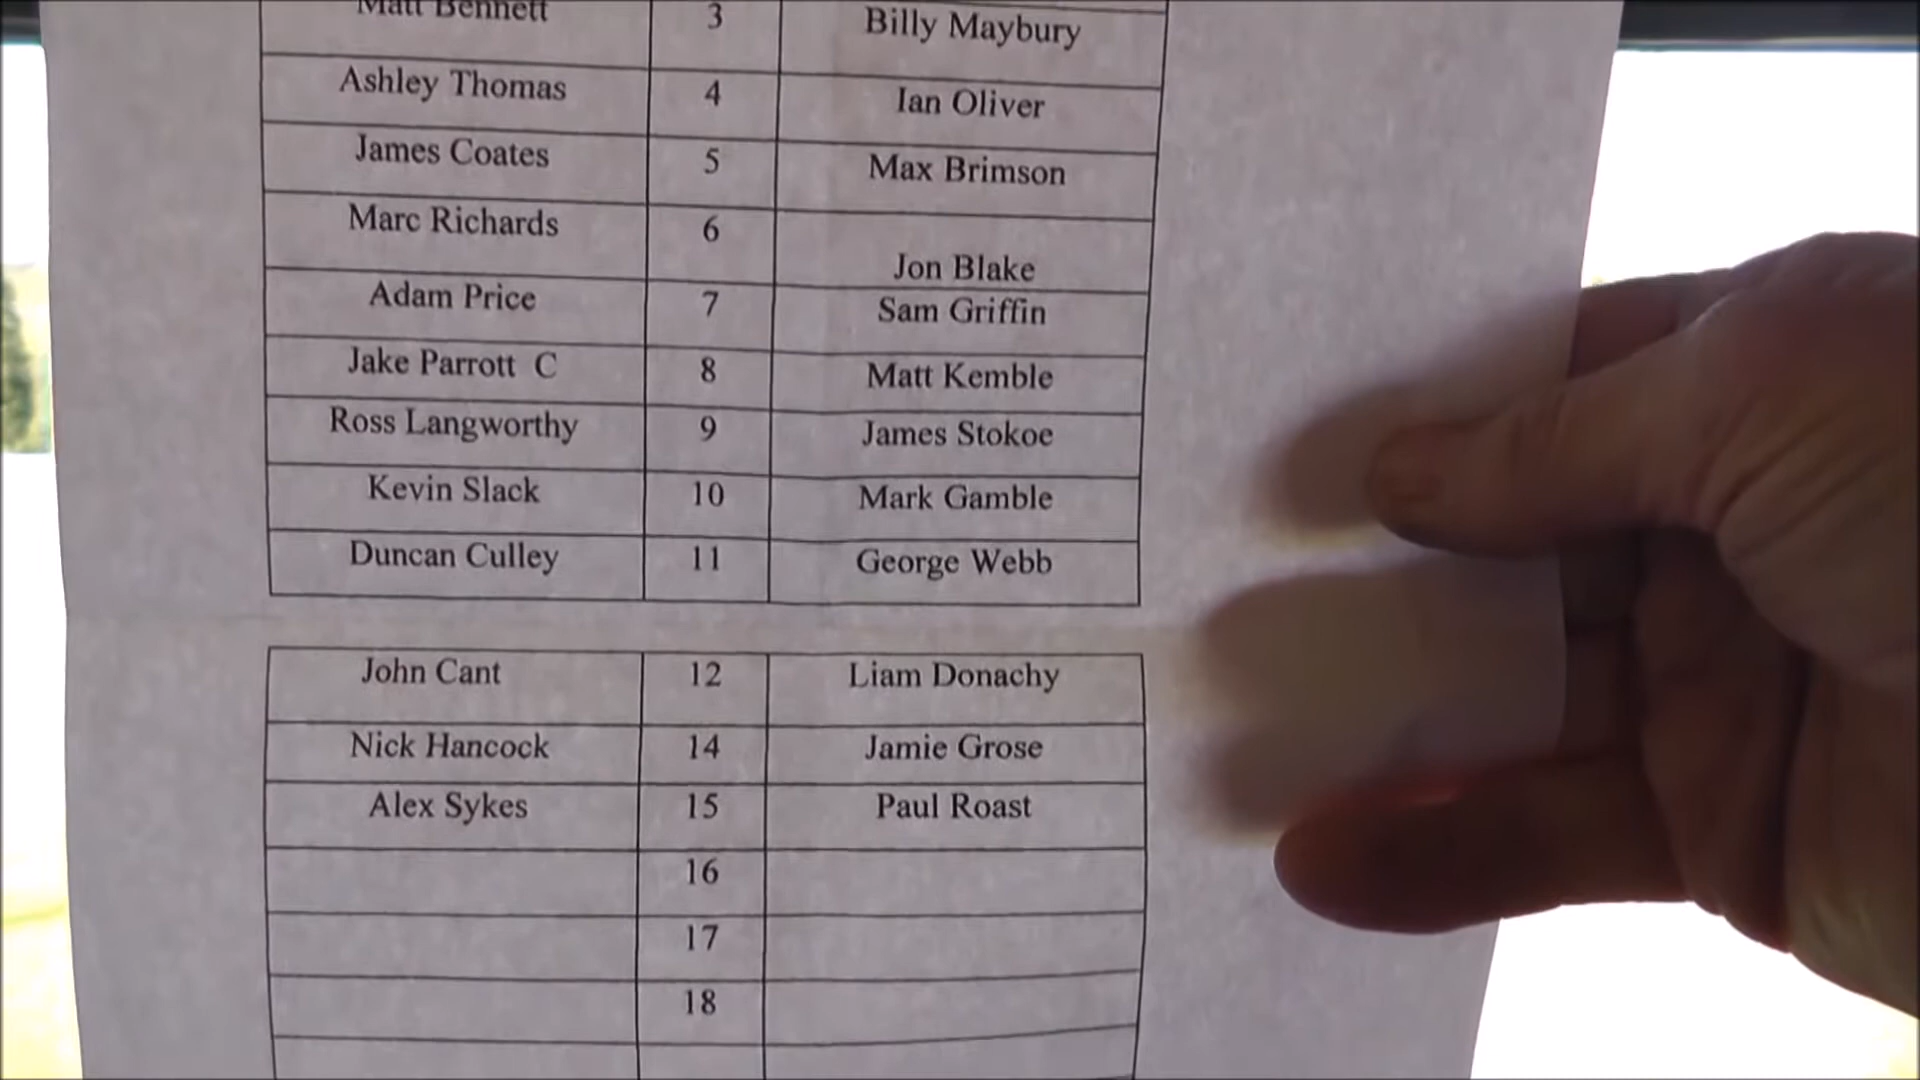 Matt Bennett 3 Billy Maybury
Ashley Thomas 4 Ian Oliver
James Coates 5 Max Brimson
Marc Richards 6 Jon Blake
Adam Price 7 Sam Griffin
Jake Parrott C 8 Matt Kemble
Ross Langworthy 9 James Stokoe
Kevin Slack 10 Mark Gamble
Duncan Culley 11 George Webb
John Cant 12 Liam Donachy
Nick Hancock 14 Jamie Grose
Alex Sykes 15 Paul Roast
16
17
18